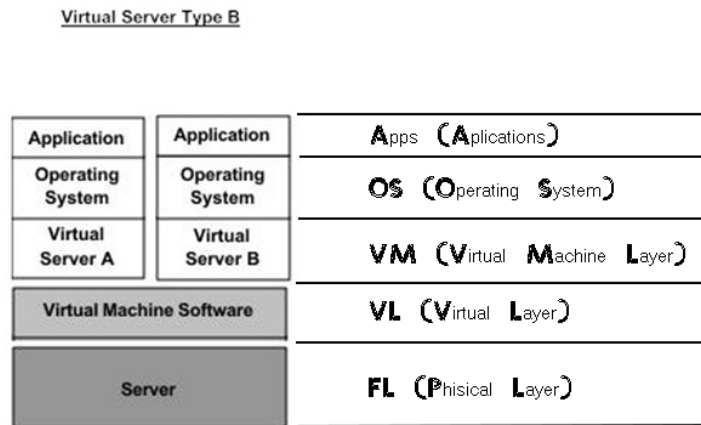 Virtual Server Type B
Application
Application
Apps (Aplications)
Operating
System
Operating
System
OS (Operating System)
Virtual
Server A
Virtual
Server B
VM (Virtual Machine Layer)
Virtual Machine Software
VL (Virtual Layer)
Server
FL (Phisical Layer)